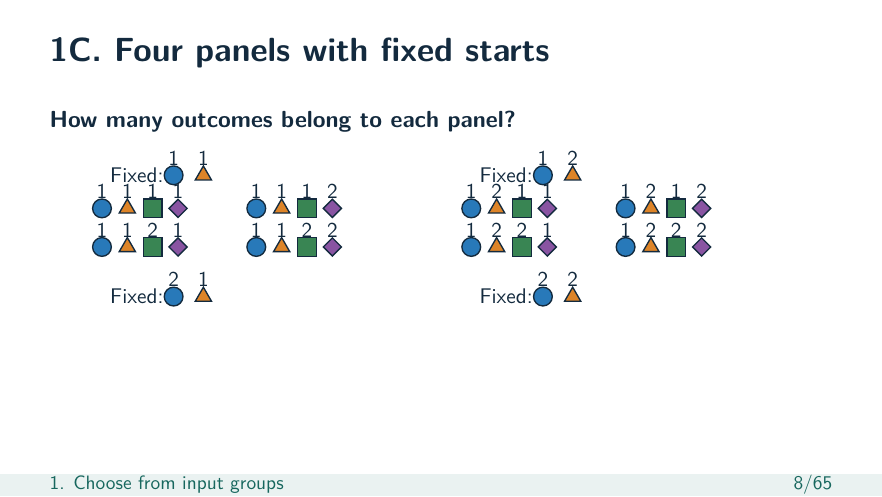 1C. Four panels with fixed starts
How many outcomes belong to each panel?
1 1
Fixed:
1 1 1 1
1 1 1 2
1 1 2 1
1 1 2 2
1 2
Fixed:
1 2 1 1
1 2 1 2
1 2 2 1
1 2 2 2
2 1
Fixed:
2 2
Fixed:
1. Choose from input groups
8/65